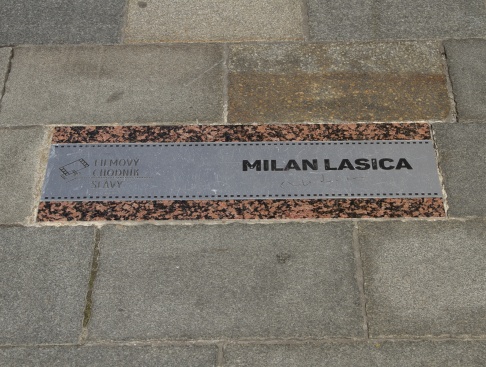 FILMOVÝ
CHODNÍK
SLÁVY
MILAN LASICA